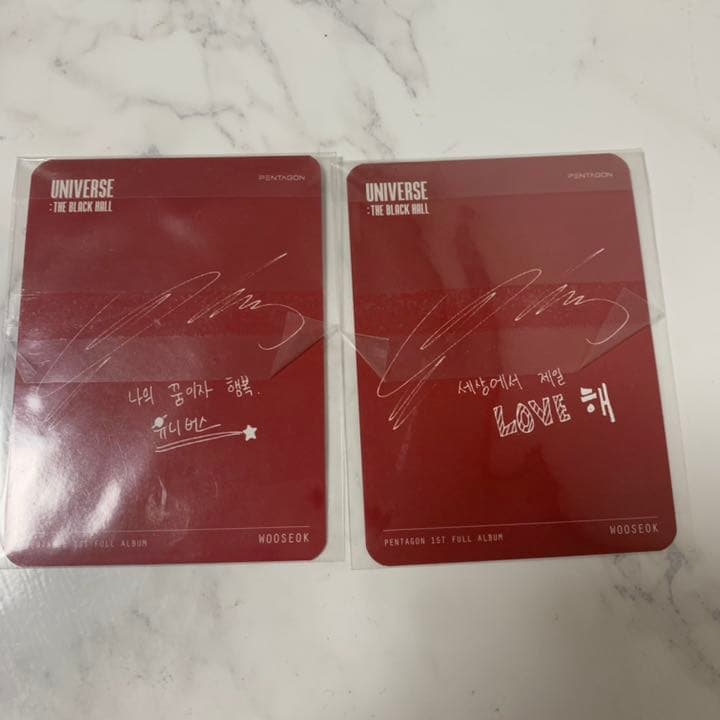 UNIVERSE
PENTAGON
:THE BLACK HALL
나의 꿈이자 행복.
유니버스
PENTAGON 1ST FULL ALBUM
WOOSEOK
UNIVERSE
PENTAGON
:THE BLACK HALL
세상에서 제일
LOVE 해
PENTAGON 1ST FULL ALBUM
WOOSEOK